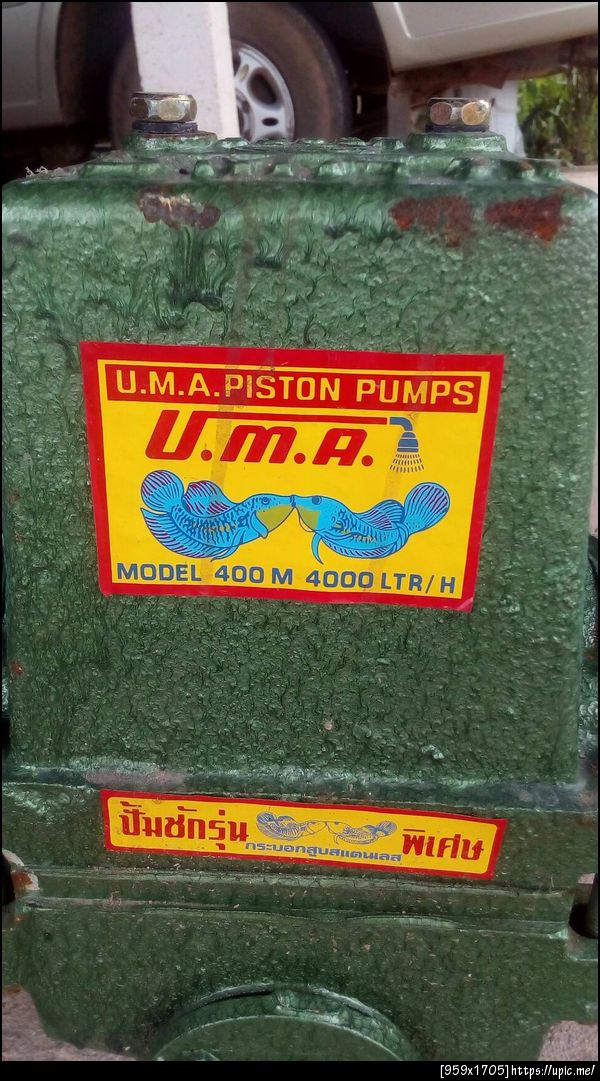 U.M.A.PISTON PUMPS
U.M.A.
MODEL 400 M 4000 LTR/H
ปั๊มชักรุ่น พิเศษ
กระบอกสูบสแตนเลส
[959x1705]https://upic.me/